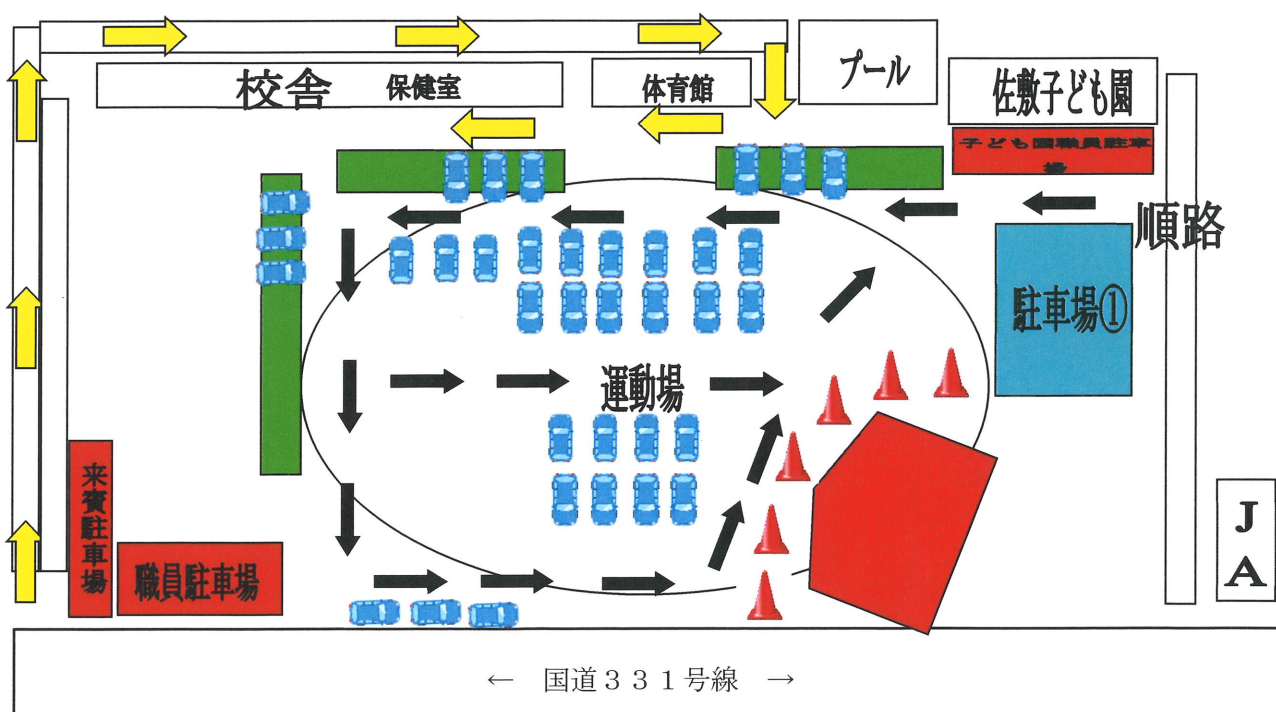 プール
校舎 保健室
体育館
佐敷子ども園
子ども園職員駐車
場
順路
駐車場①
運動場
来賓駐車場
職員駐車場
JA
← 国道331号線 →